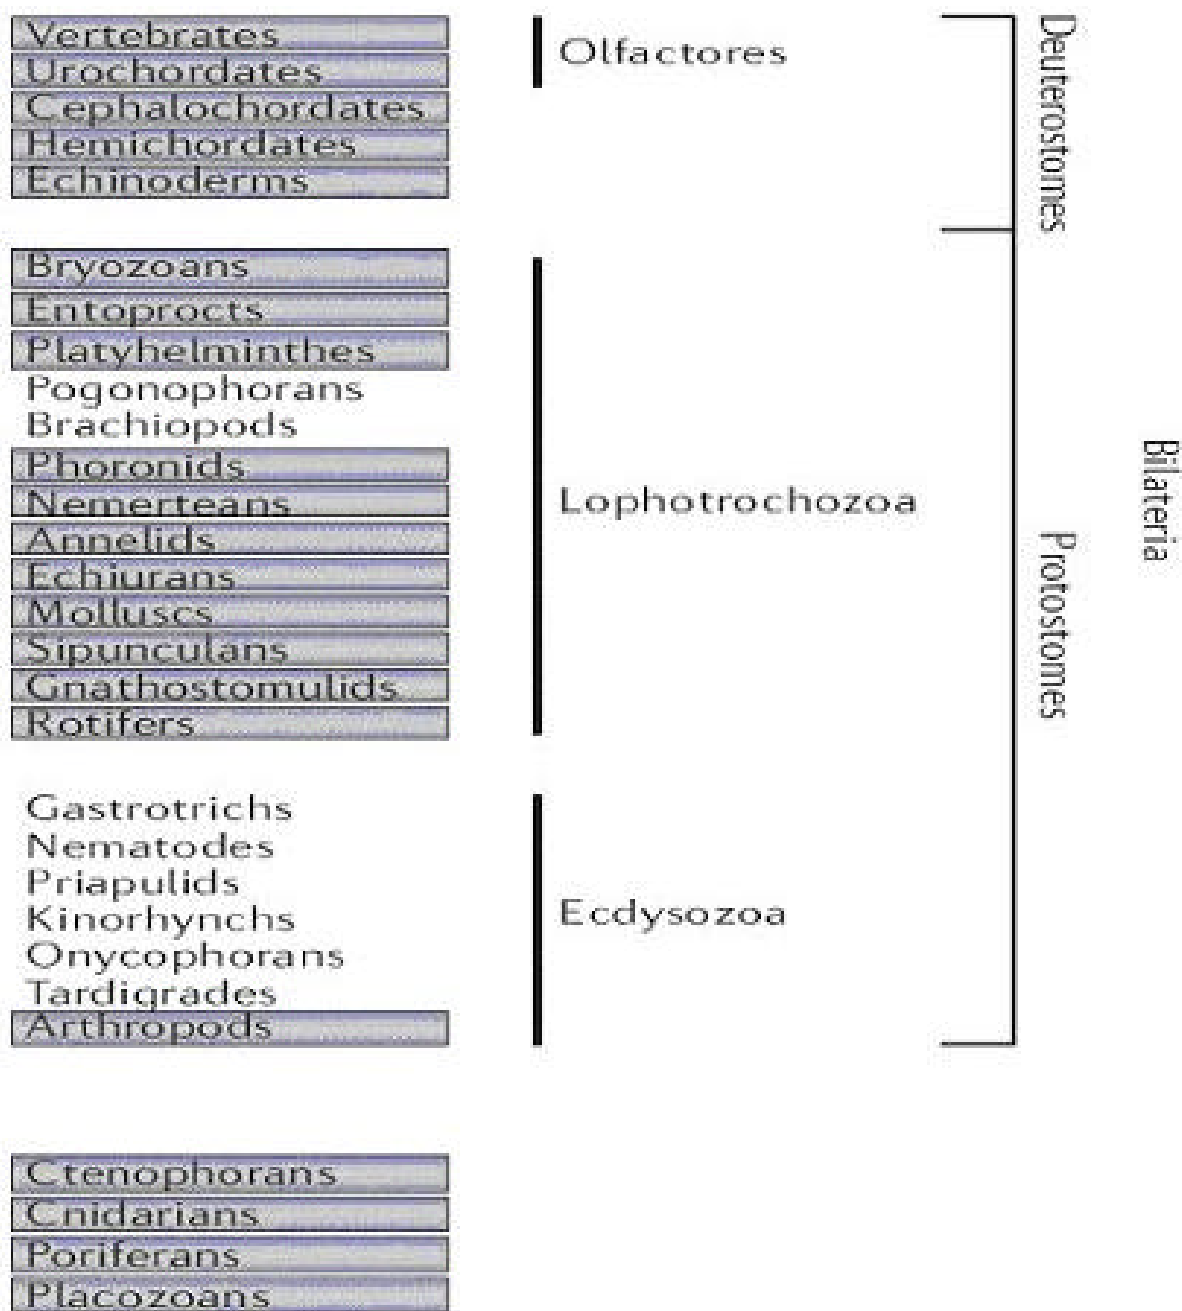 Vertebrates
Urochordates
Cephalochordates
Hemichordates
Echinoderms
Olfactores
Deuterostomes
Bryozoans
Entoprocts
Platyhelminthes
Pogonophorans
Brachiopods
Phoronids
Nemerteans
Annelids
Echiurans
Molluscs
Sipunculans
Gnathostomulids
Rotifers
Lophotrochozoa
Protostomes
Bilateria
Gastrotrichs
Nematodes
Priapulids
Kinorhynchs
Onycophorans
Tardigrades
Arthropods
Ecdysozoa
Ctenophorans
Cnidarians
Poriferans
Placozoans